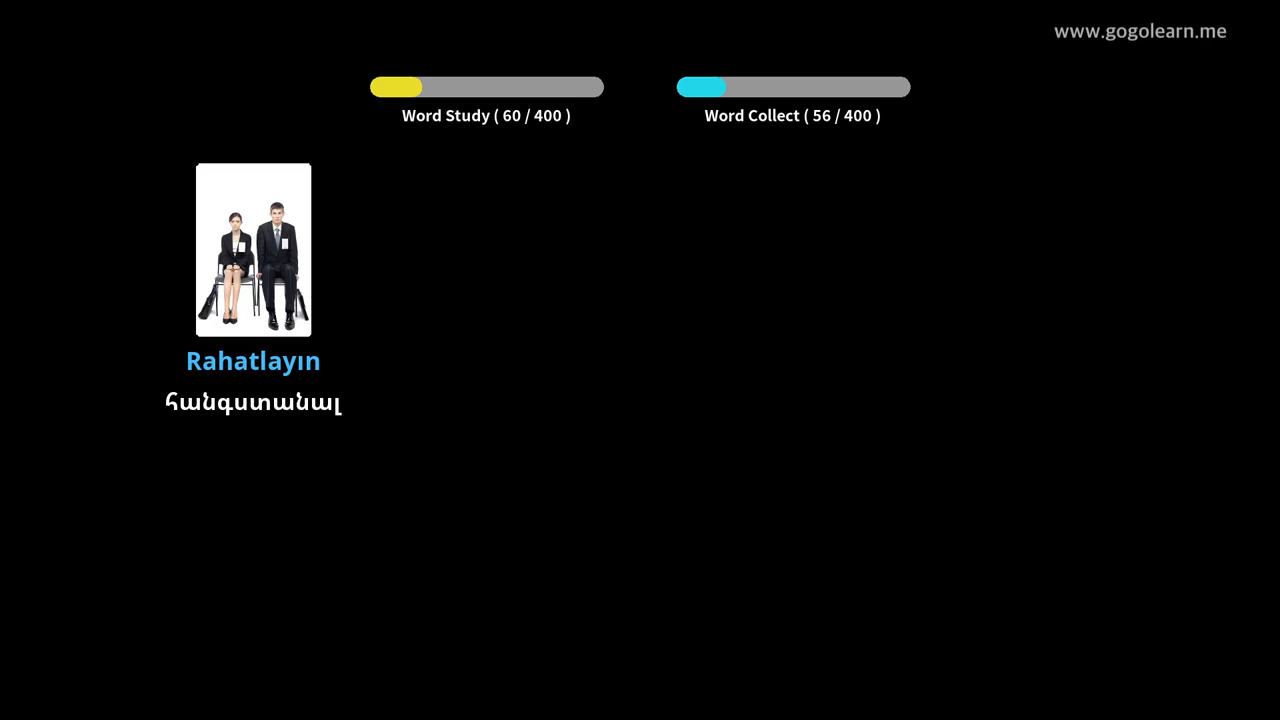 www.gogolearn.me
Word Study ( 60 / 400 )
Word Collect ( 56 / 400 )
Rahatlayın
հանգստանալ